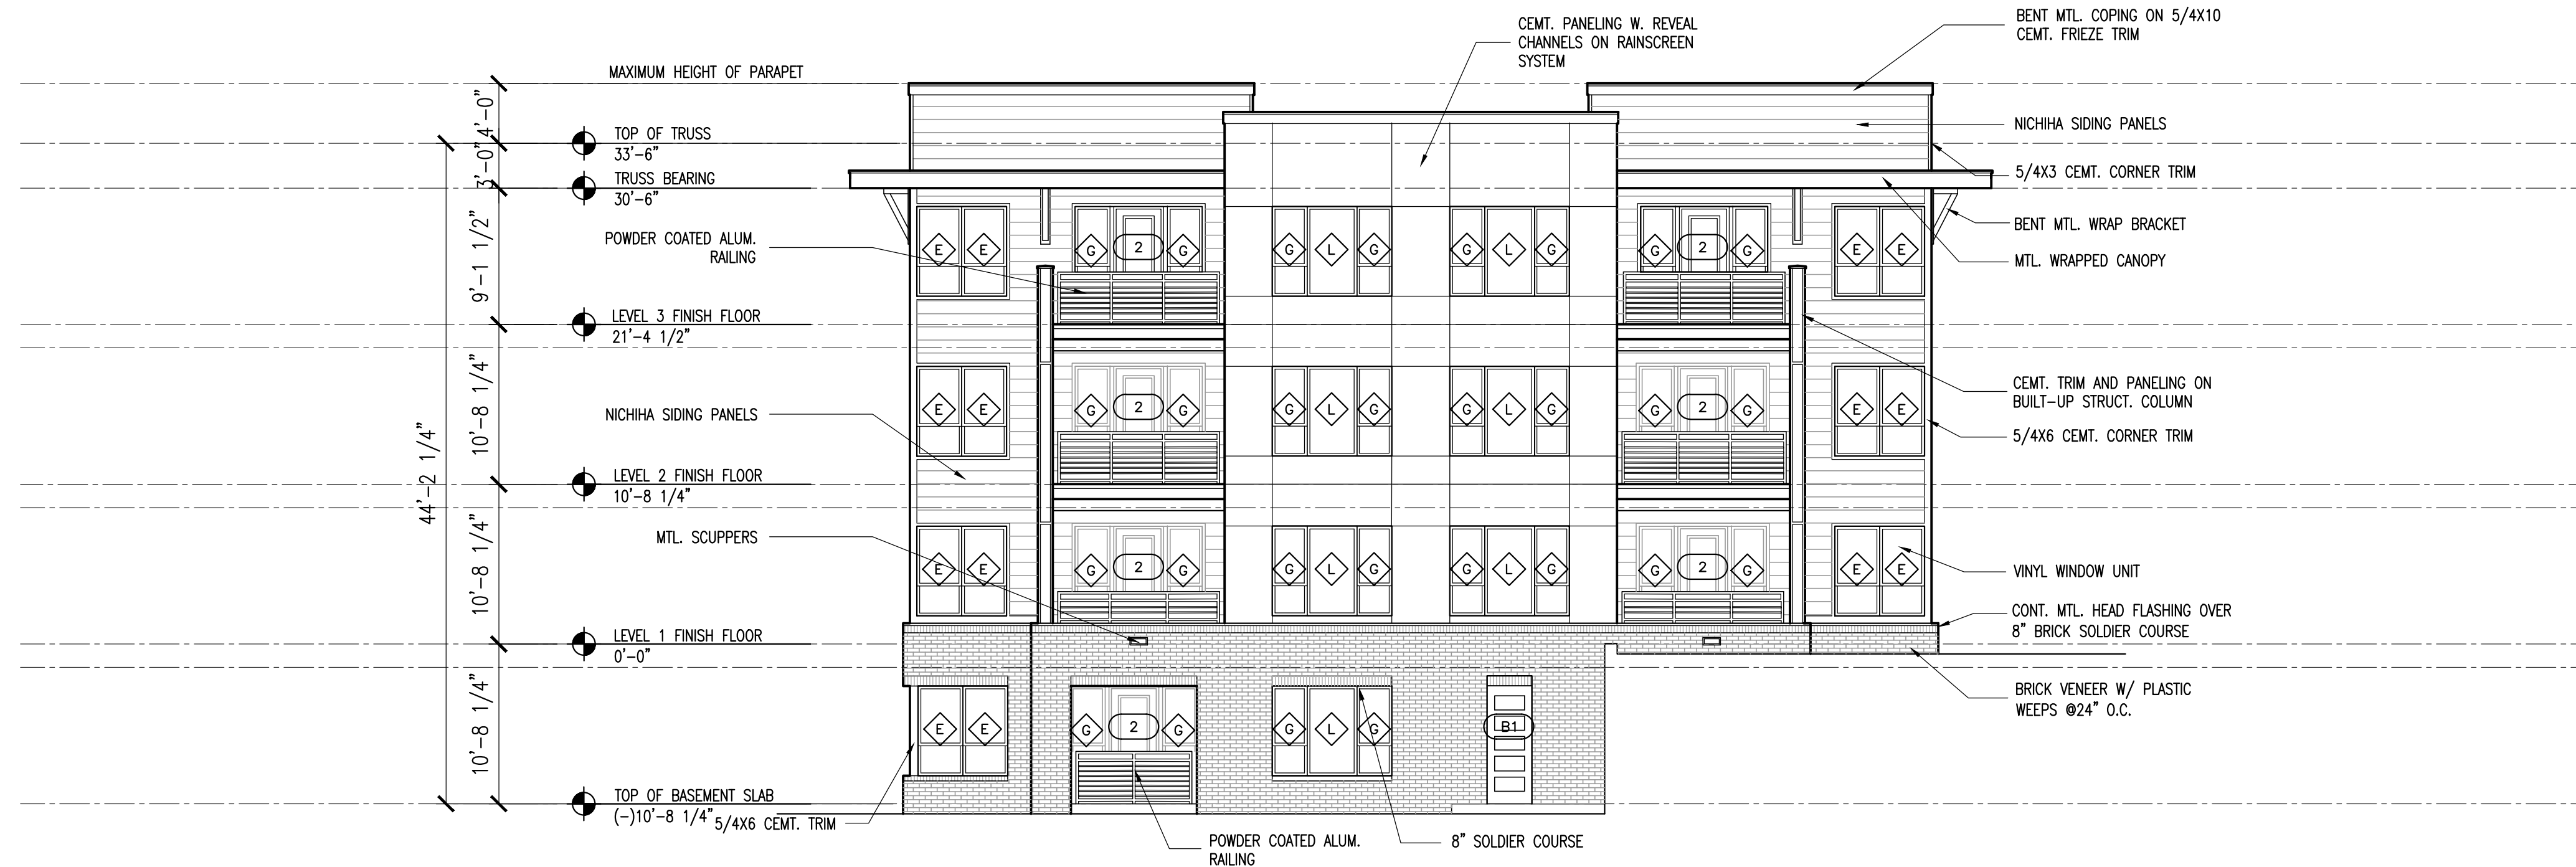 CEMT. PANELING W. REVEAL
CHANNELS ON RAINSCREEN
SYSTEM
BENT MTL. COPING ON 5/4X10
CEMT. FRIEZE TRIM
MAXIMUM HEIGHT OF PARAPET
4'-0"
TOP OF TRUSS
33'-6"
3'-0"
TRUSS BEARING
30'-6"
NICHIHA SIDING PANELS
5/4X3 CEMT. CORNER TRIM
BENT MTL. WRAP BRACKET
MTL. WRAPPED CANOPY
POWDER COATED ALUM.
RAILING
9'-1 1/2"
E E G 2 G G L G G L G G 2 G E E
LEVEL 3 FINISH FLOOR
21'-4 1/2"
10'-8 1/4"
CEMT. TRIM AND PANELING ON
BUILT-UP STRUCT. COLUMN
5/4X6 CEMT. CORNER TRIM
NICHIHA SIDING PANELS
E E G 2 G G L G G L G G 2 G E E
44'-2 1/4"
LEVEL 2 FINISH FLOOR
10'-8 1/4"
10'-8 1/4"
MTL. SCUPPERS
E E G 2 G G L G G L G G 2 G E E
VINYL WINDOW UNIT
CONT. MTL. HEAD FLASHING OVER
8" BRICK SOLDIER COURSE
LEVEL 1 FINISH FLOOR
0'-0"
10'-8 1/4"
BRICK VENEER W/ PLASTIC
WEEPS @24" O.C.
E E G 2 G G L G B1
TOP OF BASEMENT SLAB
(-)10'-8 1/4"
5/4X6 CEMT. TRIM
POWDER COATED ALUM.
RAILING
8" SOLDIER COURSE